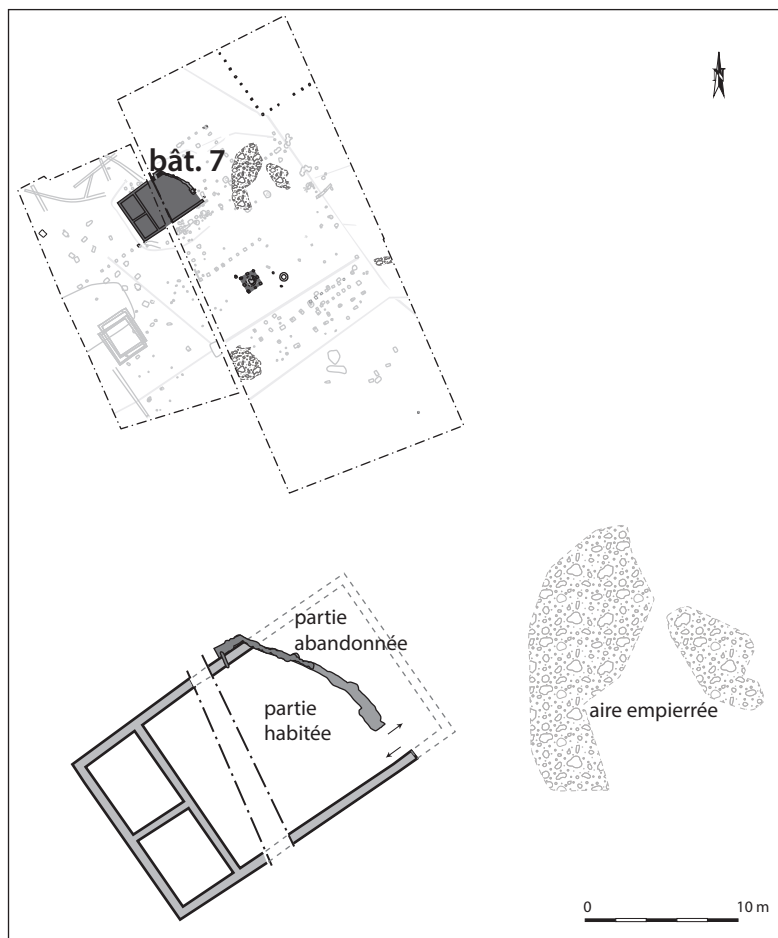 N
bât. 7
partie
abandonnée
partie
habitée
aire empierrée
0 10 m